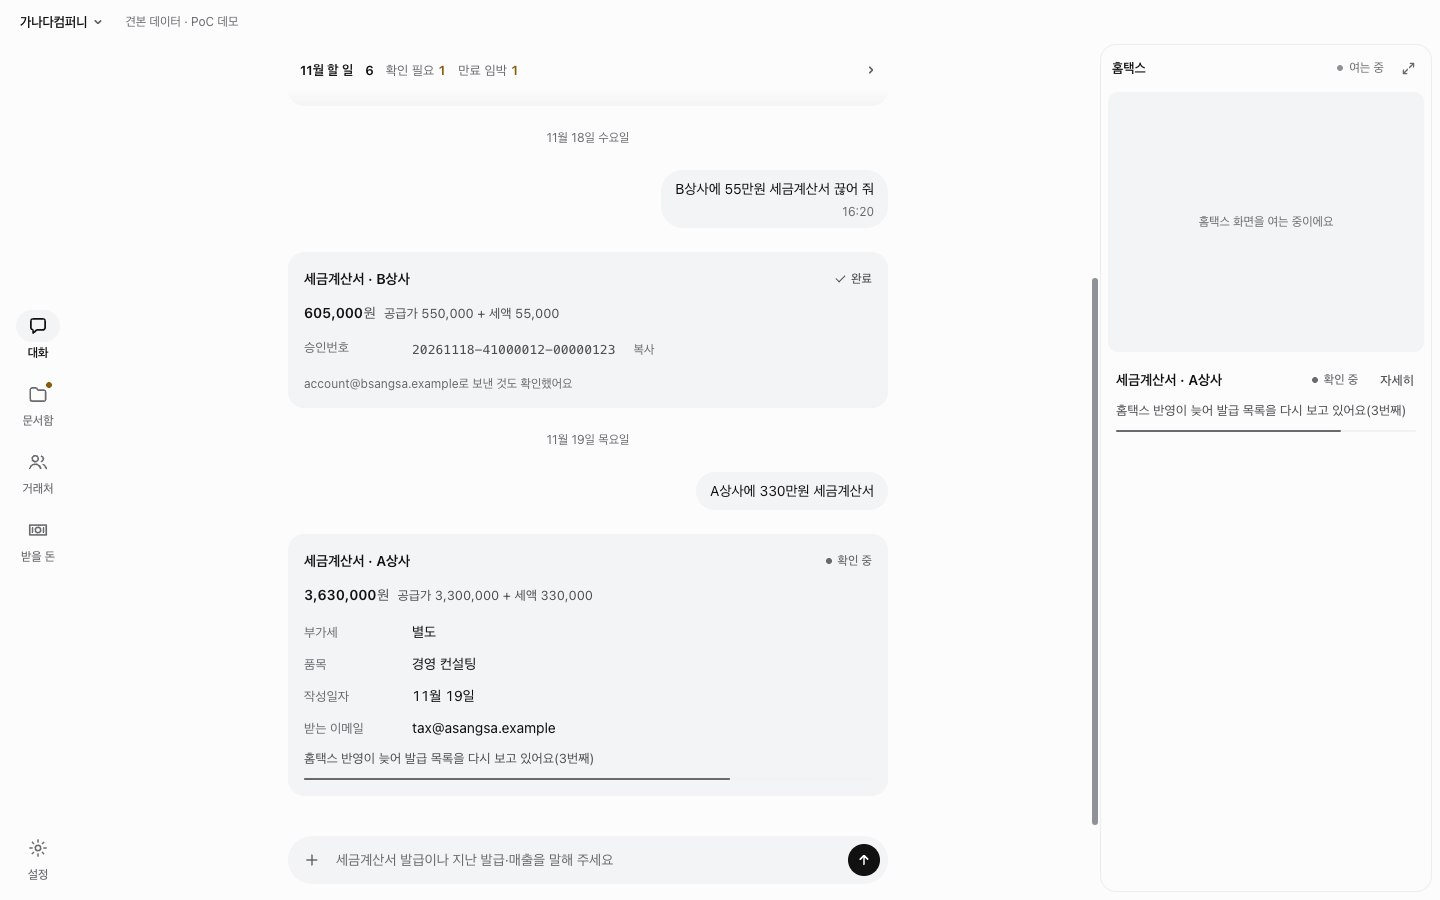 가나다컴퍼니
견본 데이터 · PoC 데모
11월 할 일 6 확인 필요 1 만료 임박 1
11월 18일 수요일
B상사에 55만원 세금계산서 끊어 줘
16:20
세금계산서 · B상사
완료
605,000원 공급가 550,000 + 세액 55,000
승인번호 20261118-41000012-00000123 복사
account@bsangsa.example로 보낸 것도 확인했어요
11월 19일 목요일
A상사에 330만원 세금계산서
세금계산서 · A상사
확인 중
3,630,000원 공급가 3,300,000 + 세액 330,000
부가세 별도
품목 경영 컨설팅
작성일자 11월 19일
받는 이메일 tax@asangsa.example
홈택스 반영이 늦어 발급 목록을 다시 보고 있어요(3번째)
세금계산서 발급이나 지난 발급·매출을 말해 주세요
대화
문서함
거래처
받을 돈
설정
홈택스
여는 중
홈택스 화면을 여는 중이에요
세금계산서 · A상사
확인 중
자세히
홈택스 반영이 늦어 발급 목록을 다시 보고 있어요(3번째)